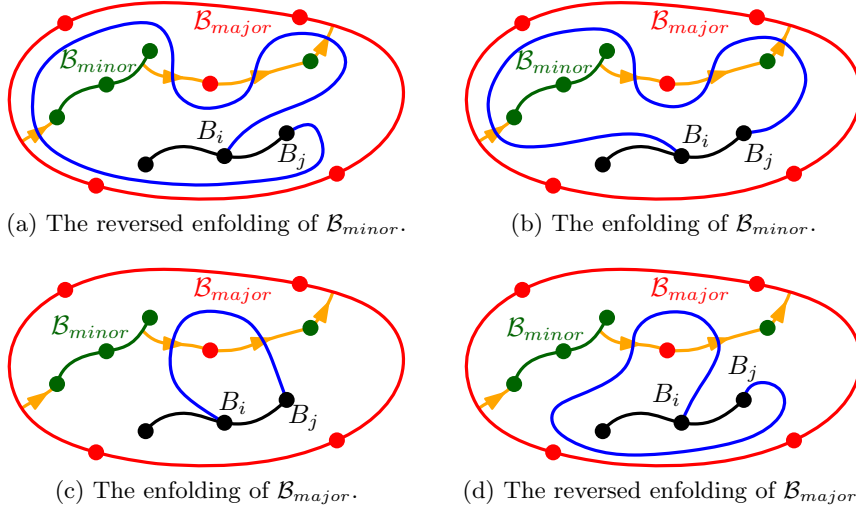 B_major
B_minor
B_i
B_j
B_major
B_minor
B_i
B_j
(a) The reversed enfolding of B_minor.
(b) The enfolding of B_minor.
B_major
B_minor
B_i
B_j
B_major
B_minor
B_j
B_i
(c) The enfolding of B_major.
(d) The reversed enfolding of B_major